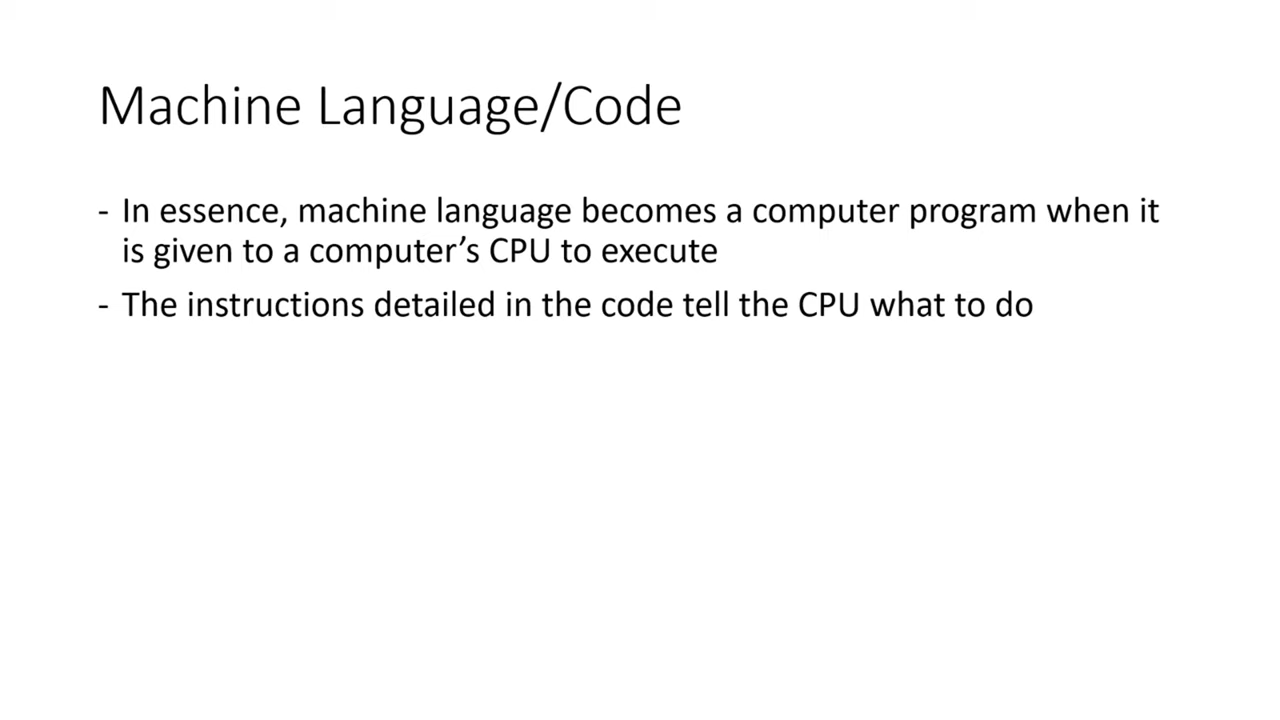 Machine Language/Code
- In essence, machine language becomes a computer program when it
is given to a computer’s CPU to execute
- The instructions detailed in the code tell the CPU what to do